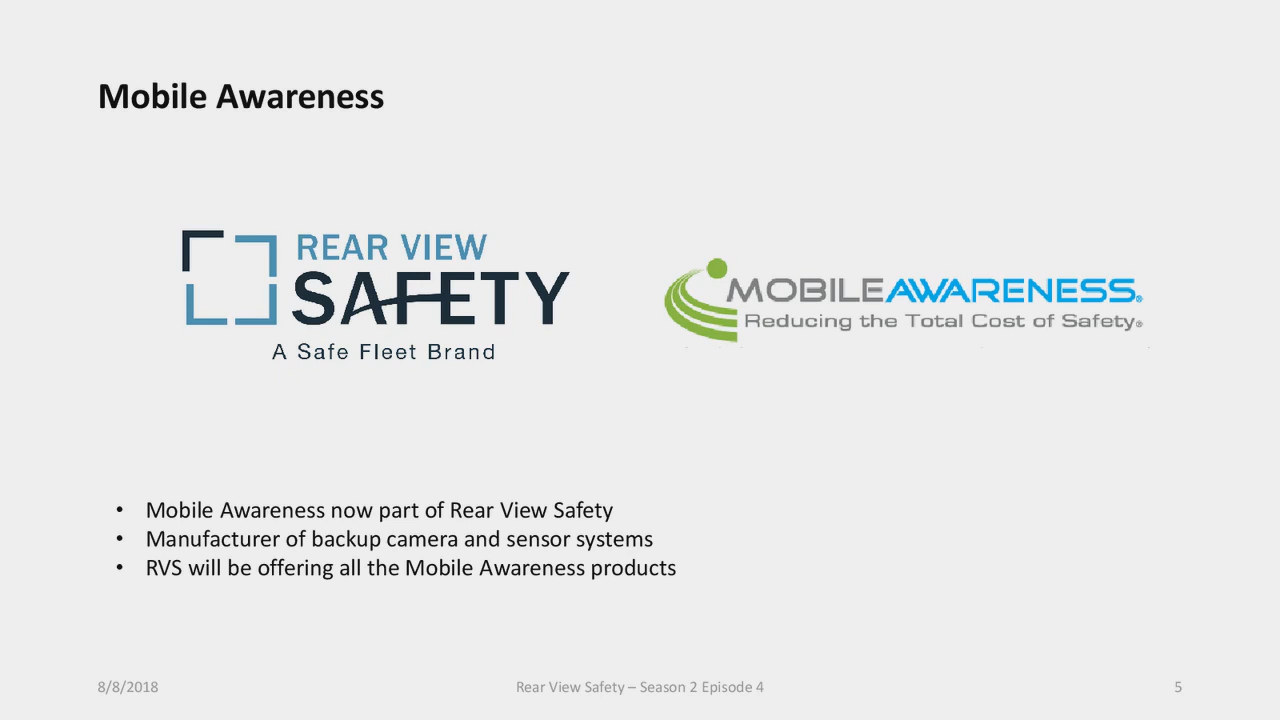 Mobile Awareness
REAR VIEW
SAFETY
A Safe Fleet Brand
MOBILEAWARENESS®
Reducing the Total Cost of Safety®
• Mobile Awareness now part of Rear View Safety
• Manufacturer of backup camera and sensor systems
• RVS will be offering all the Mobile Awareness products
8/8/2018
Rear View Safety – Season 2 Episode 4
5